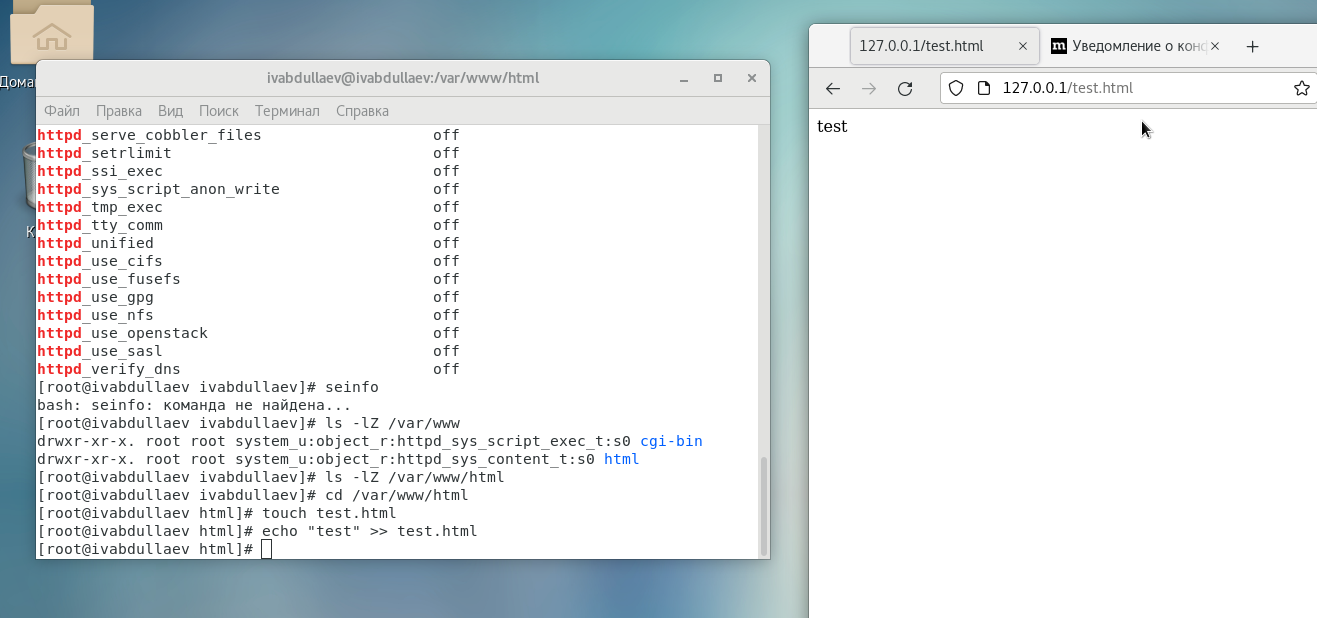 Дома
К
ivabdullaev@ivabdullaev:/var/www/html
Файл Правка Вид Поиск Терминал Справка
httpd_serve_cobbler_files off
httpd_setrlimit off
httpd_ssi_exec off
httpd_sys_script_anon_write off
httpd_tmp_exec off
httpd_tty_comm off
httpd_unified off
httpd_use_cifs off
httpd_use_fusefs off
httpd_use_gpg off
httpd_use_nfs off
httpd_use_openstack off
httpd_use_sasl off
httpd_verify_dns off
[root@ivabdullaev ivabdullaev]# seinfo
bash: seinfo: команда не найдена...
[root@ivabdullaev ivabdullaev]# ls -lZ /var/www
drwxr-xr-x. root root system_u:object_r:httpd_sys_script_exec_t:s0 cgi-bin
drwxr-xr-x. root root system_u:object_r:httpd_sys_content_t:s0 html
[root@ivabdullaev ivabdullaev]# ls -lZ /var/www/html
[root@ivabdullaev ivabdullaev]# cd /var/www/html
[root@ivabdullaev html]# touch test.html
[root@ivabdullaev html]# echo "test" >> test.html
[root@ivabdullaev html]#
127.0.0.1/test.html
m Уведомление о кон
127.0.0.1/test.html
test